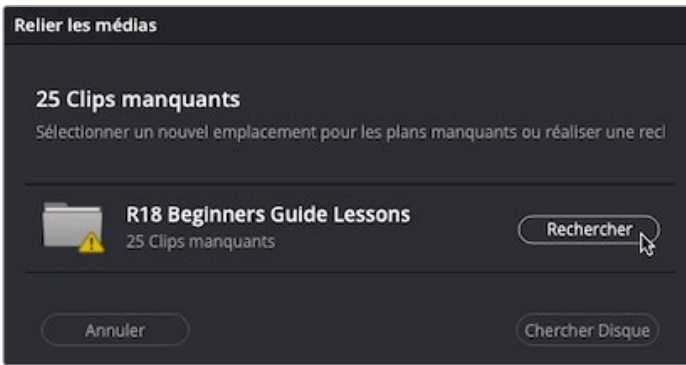 Relier les médias
25 Clips manquants
Sélectionner un nouvel emplacement pour les plans manquants ou réaliser une recl
R18 Beginners Guide Lessons
25 Clips manquants
Rechercher
Annuler
Chercher Disque